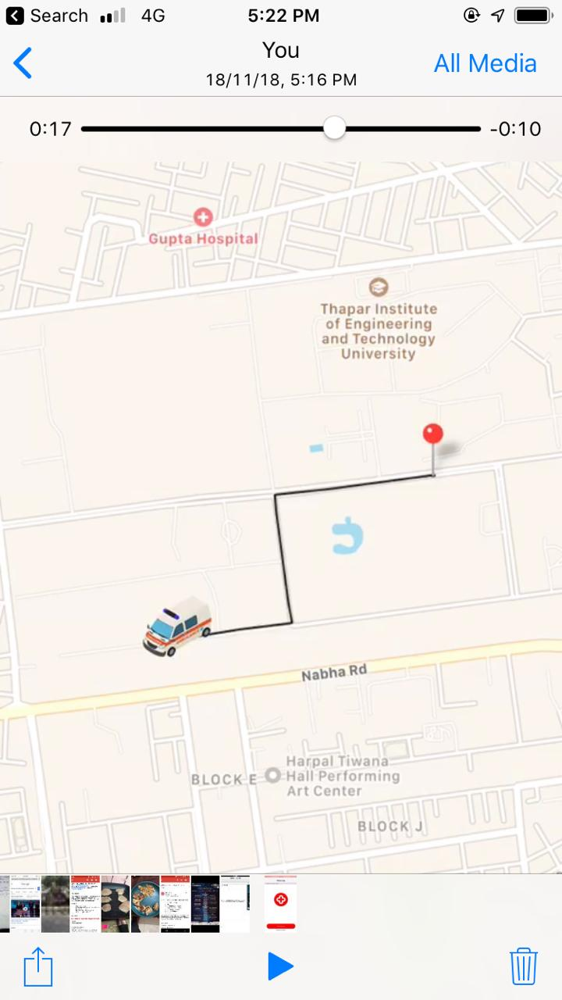 Search 4G 5:22 PM
You
18/11/18, 5:16 PM
All Media
0:17 -0:10
Gupta Hospital
Thapar Institute
of Engineering
and Technology
University
Nabha Rd
BLOCK E
Harpal Tiwana
Hall Performing
Art Center
BLOCK J